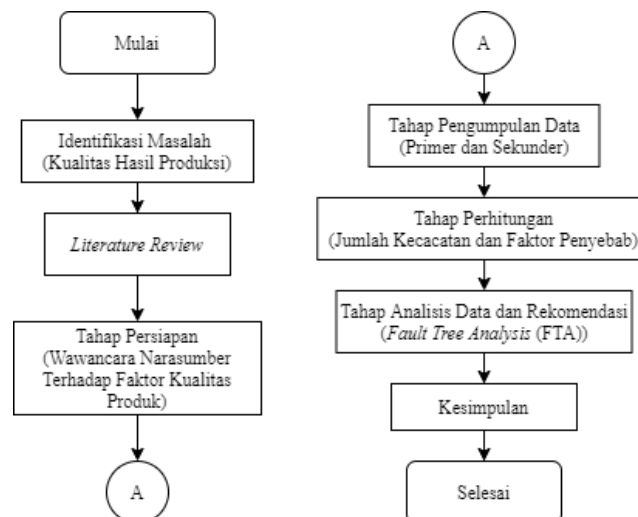 Mulai
Identifikasi Masalah
(Kualitas Hasil Produksi)
Literature Review
Tahap Persiapan
(Wawancara Narasumber
Terhadap Faktor Kualitas
Produk)
A
A
Tahap Pengumpulan Data
(Primer dan Sekunder)
Tahap Perhitungan
(Jumlah Kecacatan dan Faktor Penyebab)
Tahap Analisis Data dan Rekomendasi
(Fault Tree Analysis (FTA))
Kesimpulan
Selesai